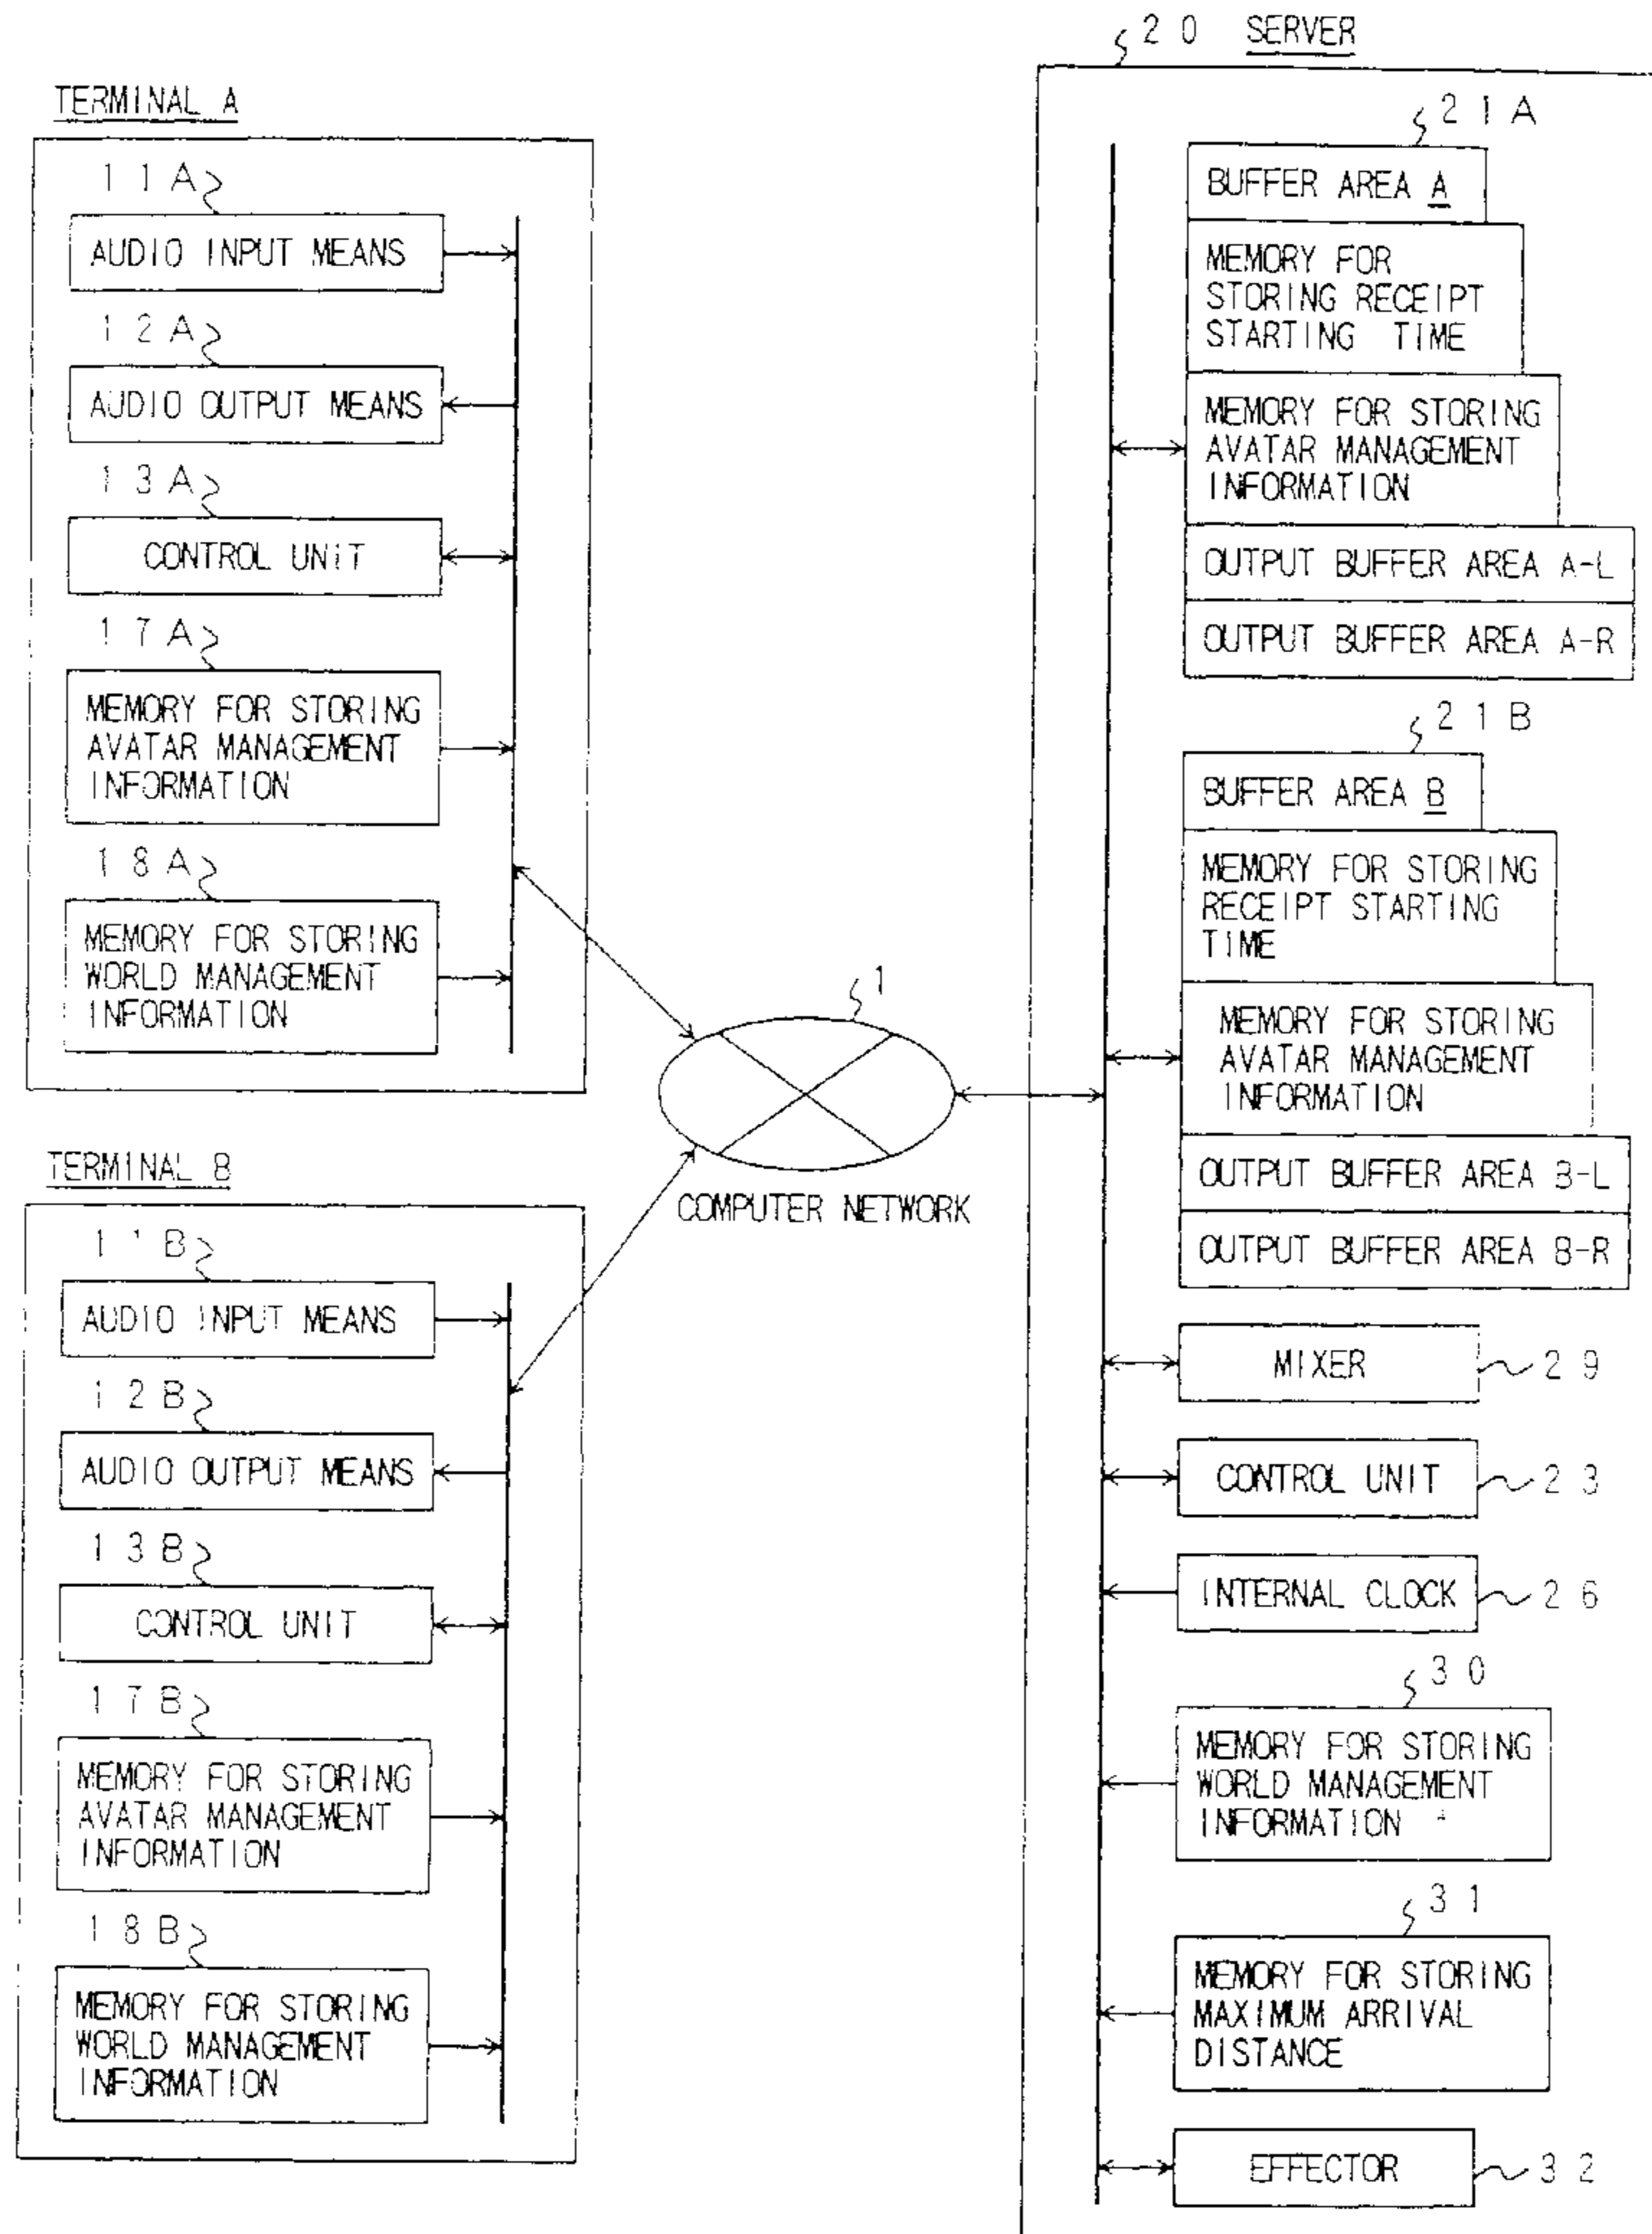 TERMINAL A
11A
AUDIO INPUT MEANS
12A
AUDIO OUTPUT MEANS
13A
CONTROL UNIT
17A
MEMORY FOR STORING
AVATAR MANAGEMENT
INFORMATION
18A
MEMORY FOR STORING
WORLD MANAGEMENT
INFORMATION
TERMINAL B
11B
AUDIO INPUT MEANS
12B
AUDIO OUTPUT MEANS
13B
CONTROL UNIT
17B
MEMORY FOR STORING
AVATAR MANAGEMENT
INFORMATION
18B
MEMORY FOR STORING
WORLD MANAGEMENT
INFORMATION
1
COMPUTER NETWORK
20 SERVER
21A
BUFFER AREA A
MEMORY FOR
STORING RECEIPT
STARTING TIME
MEMORY FOR STORING
AVATAR MANAGEMENT
INFORMATION
OUTPUT BUFFER AREA A-L
OUTPUT BUFFER AREA A-R
21B
BUFFER AREA B
MEMORY FOR STORING
RECEIPT STARTING
TIME
MEMORY FOR STORING
AVATAR MANAGEMENT
INFORMATION
OUTPUT BUFFER AREA B-L
OUTPUT BUFFER AREA B-R
MIXER 29
CONTROL UNIT 23
INTERNAL CLOCK 26
30
MEMORY FOR STORING
WORLD MANAGEMENT
INFORMATION
31
MEMORY FOR STORING
MAXIMUM ARRIVAL
DISTANCE
EFFECTOR 32